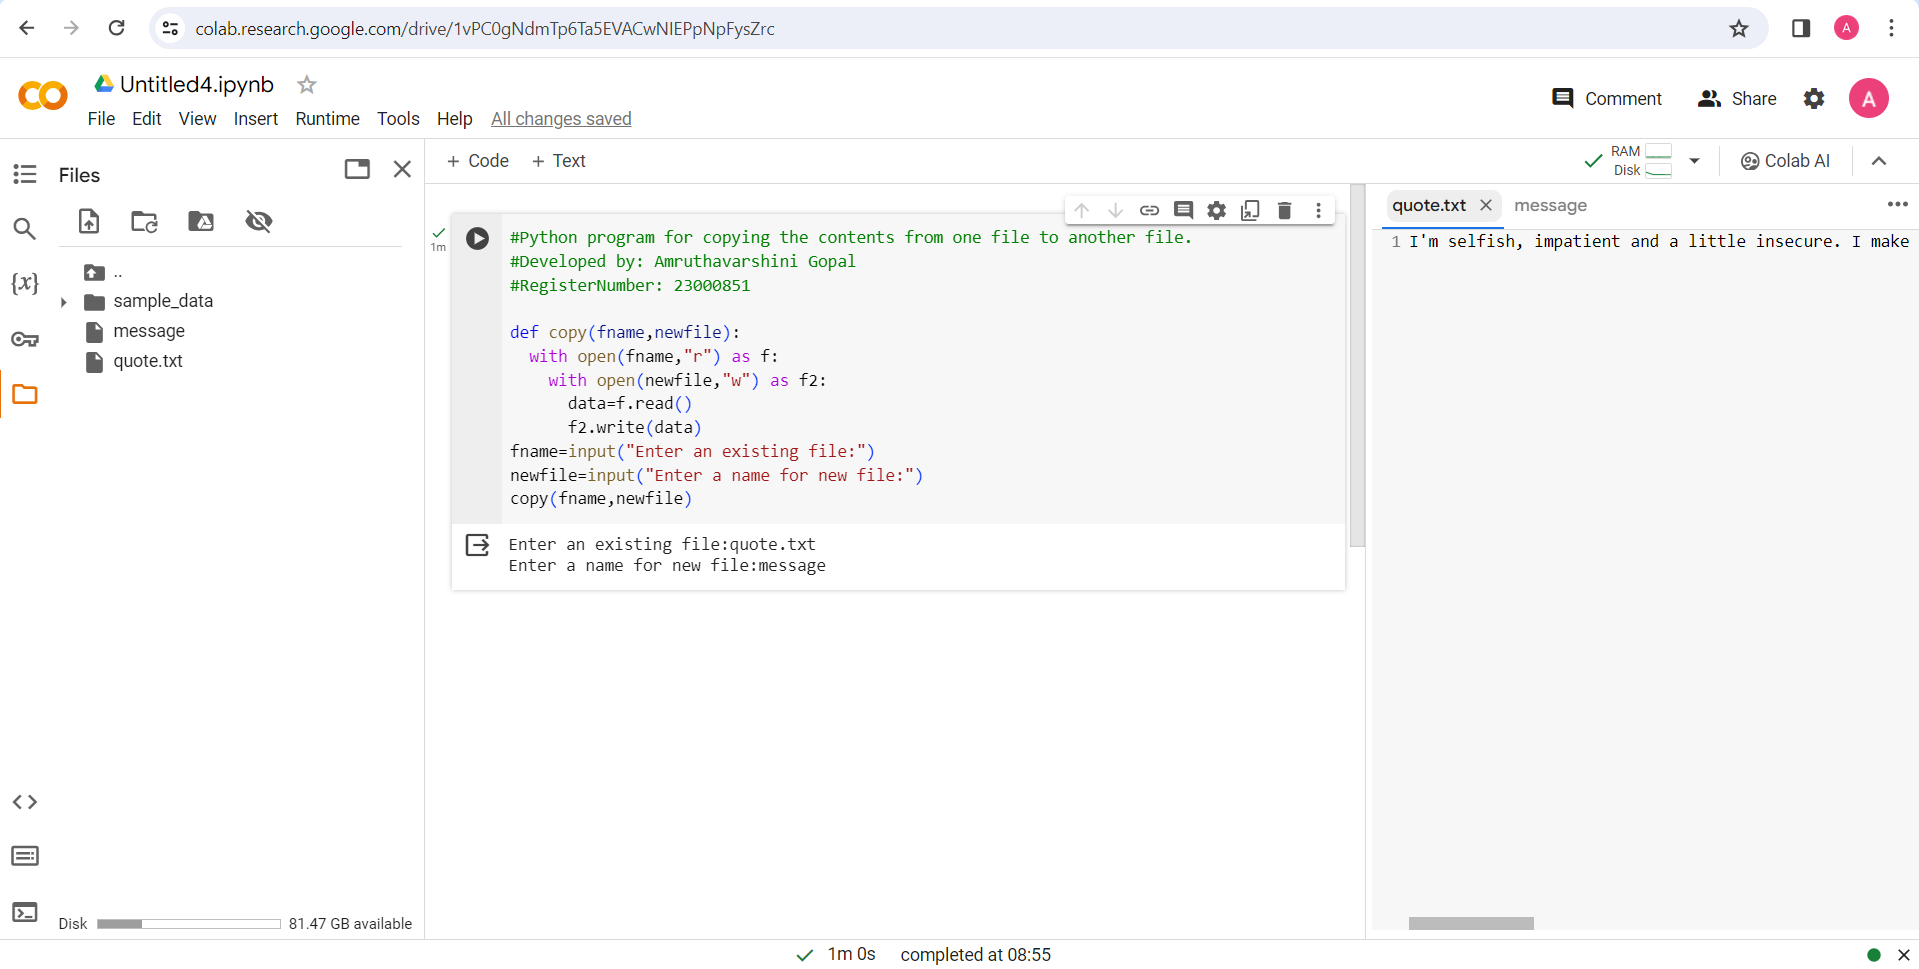 colab.research.google.com/drive/1vPC0gNdmTp6Ta5EVACwNIEPpNpFysZrc
A
Untitled4.ipynb
Comment
Share
A
File Edit View Insert Runtime Tools Help All changes saved
Files
+ Code + Text
RAM
Disk
Colab AI
{x}
..
sample_data
message
quote.txt
1m
#Python program for copying the contents from one file to another file.
#Developed by: Amruthavarshini Gopal
#RegisterNumber: 23000851
def copy(fname,newfile):
with open(fname,"r") as f:
with open(newfile,"w") as f2:
data=f.read()
f2.write(data)
fname=input("Enter an existing file:")
newfile=input("Enter a name for new file:")
copy(fname,newfile)
Enter an existing file:quote.txt
Enter a name for new file:message
quote.txt message
1 I'm selfish, impatient and a little insecure. I make
Disk 81.47 GB available
1m 0s completed at 08:55